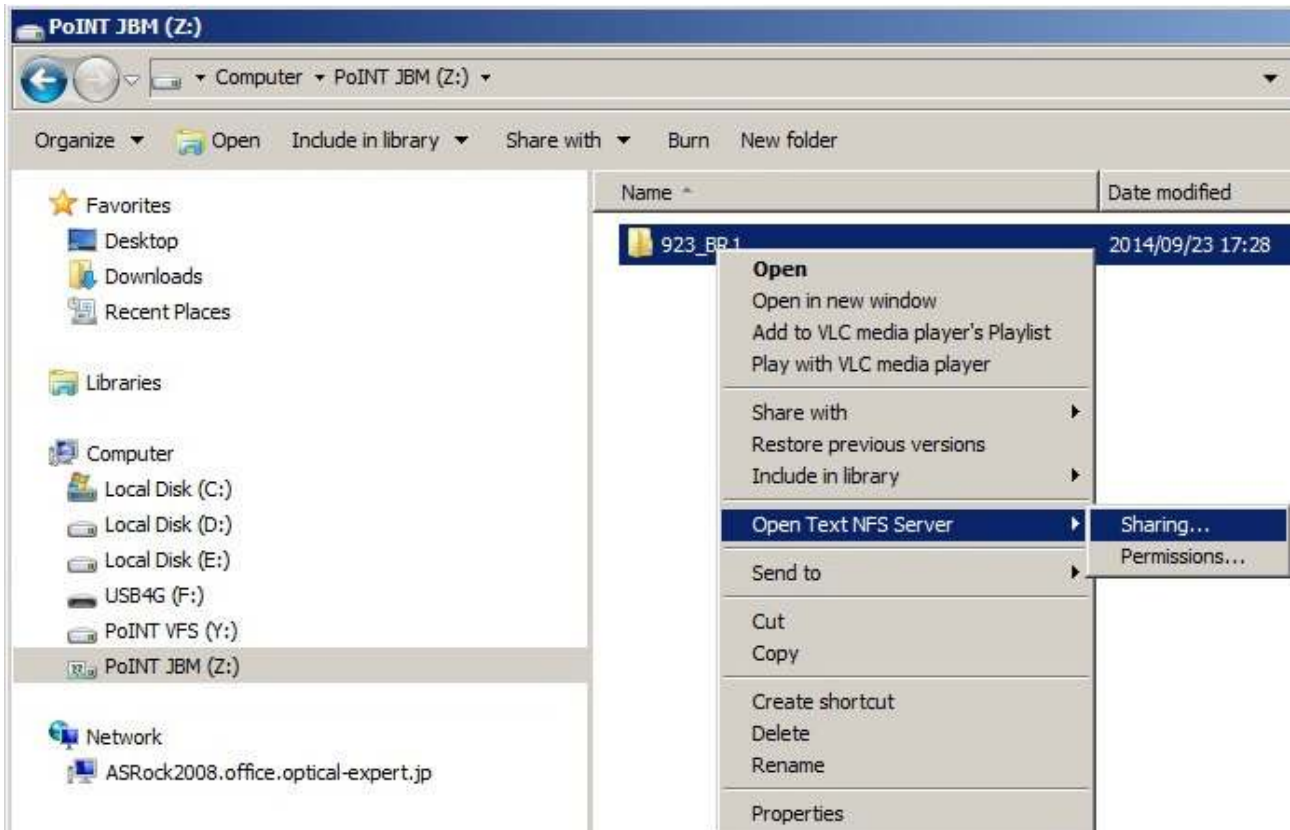 PoINT JBM (Z:)
Computer PoINT JBM (Z:)
Organize Open Include in library Share with Burn New folder
Name Date modified
Favorites
Desktop
Downloads
Recent Places
Libraries
Computer
Local Disk (C:)
Local Disk (D:)
Local Disk (E:)
USB4G (F:)
PoINT VFS (Y:)
PoINT JBM (Z:)
Network
ASRock2008.office.optical-expert.jp
923_BR1 2014/09/23 17:28
Open
Open in new window
Add to VLC media player's Playlist
Play with VLC media player
Share with
Restore previous versions
Include in library
Open Text NFS Server
Sharing...
Permissions...
Send to
Cut
Copy
Create shortcut
Delete
Rename
Properties